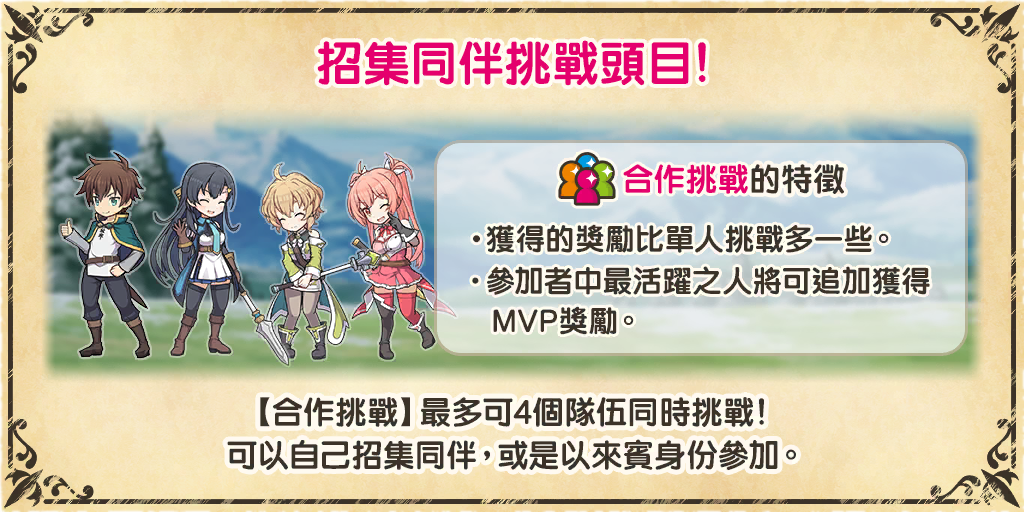 招集同伴挑戰頭目!
合作挑戰的特徵
・獲得的獎勵比單人挑戰多一些。
・參加者中最活躍之人將可追加獲得
MVP獎勵。
【合作挑戰】最多可4個隊伍同時挑戰!
可以自己招集同伴,或是以來賓身份參加。